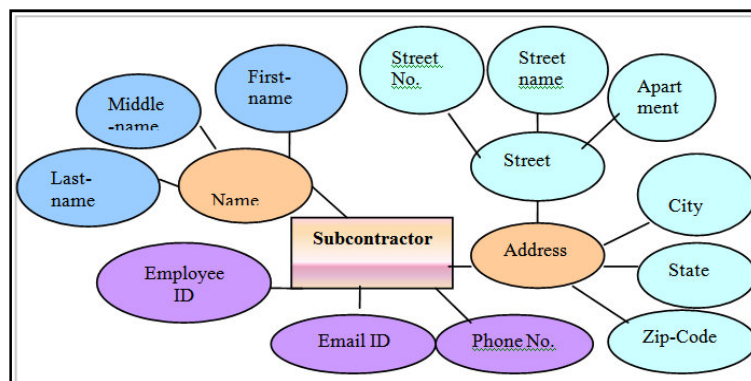 First-
name
Middle
-name
Last-
name
Name
Street
No.
Street
name
Apart
ment
Street
City
Address
State
Zip-Code
Subcontractor
Employee
ID
Email ID
Phone No.